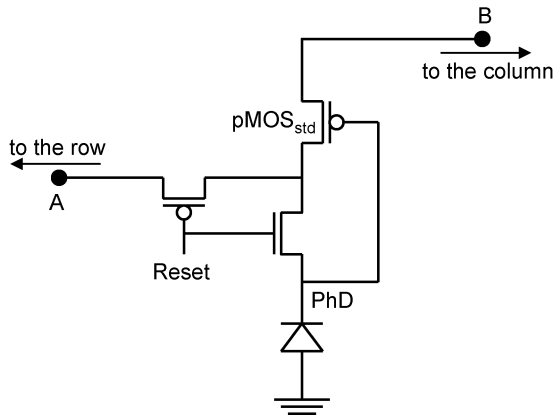 B
to the column
pMOSstd
to the row
A
Reset
PhD